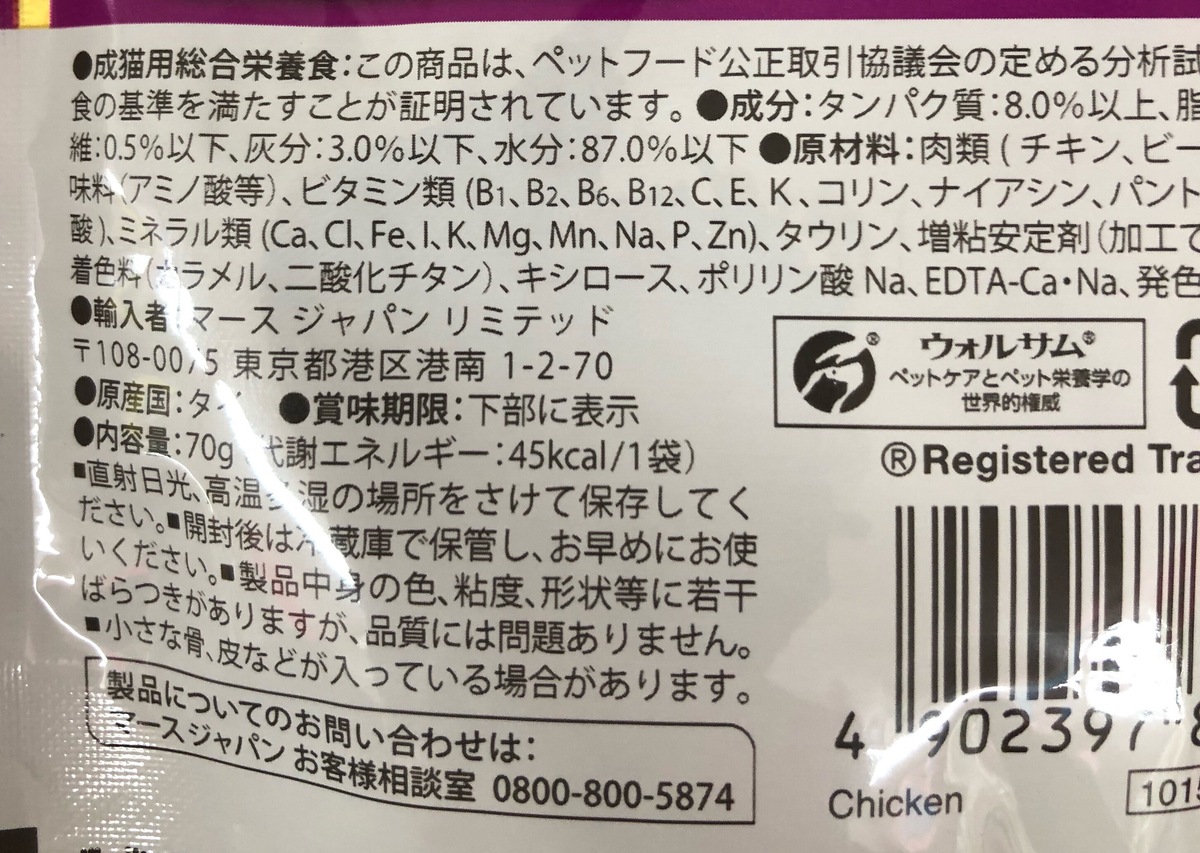 ●成猫用総合栄養食：この商品は、ペットフード公正取引協議会の定める分析試
食の基準を満たすことが証明されています。●成分：タンパク質：8.0%以上、脂
維：0.5%以下、灰分：3.0%以下、水分：87.0%以下 ●原材料：肉類（チキン、ビー
味料（アミノ酸等）、ビタミン類（B1、B2、B6、B12、C、E、K、コリン、ナイアシン、パント
酸）、ミネラル類（Ca、Cl、Fe、I、K、Mg、Mn、Na、P、Zn）、タウリン、増粘安定剤（加工で
着色料（カラメル、二酸化チタン）、キシロース、ポリリン酸Na、EDTA-Ca・Na、発色
●輸入者：マース ジャパン リミテッド
〒108-0075 東京都港区港南 1-2-70
●原産国：タイ ●賞味期限：下部に表示
●内容量：70g（代謝エネルギー：45kcal/1袋）
■直射日光、高温多湿の場所をさけて保存してく
ださい。■開封後は冷蔵庫で保管し、お早めにお使
いください。■製品中身の色、粘度、形状等に若干
ばらつきがありますが、品質には問題ありません。
■小さな骨、皮などが入っている場合があります。
製品についてのお問い合わせは：
マースジャパン お客様相談室 0800-800-5874
ウォルサム®
ペットケアとペット栄養学の
世界的権威
®Registered Tra
4 902397
Chicken
1015